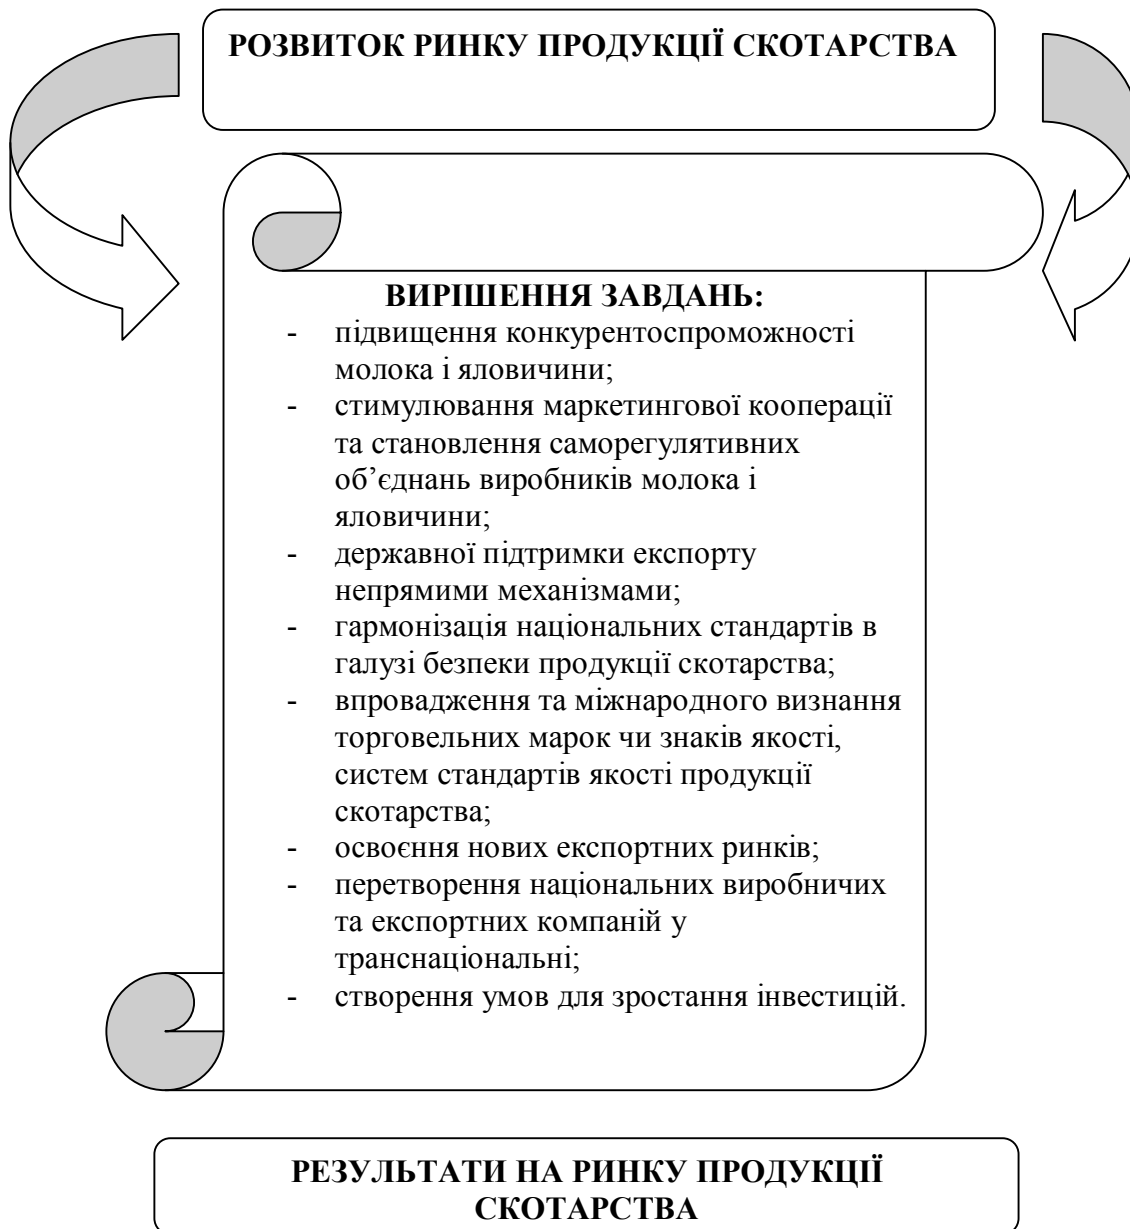 РОЗВИТОК РИНКУ ПРОДУКЦІЇ СКОТАРСТВА
ВИРІШЕННЯ ЗАВДАНЬ:
- підвищення конкурентоспроможності
молока і яловичини;
- стимулювання маркетингової кооперації
та становлення саморегулятивних
об’єднань виробників молока і
яловичини;
- державної підтримки експорту
непрямими механізмами;
- гармонізація національних стандартів в
галузі безпеки продукції скотарства;
- впровадження та міжнародного визнання
торговельних марок чи знаків якості,
систем стандартів якості продукції
скотарства;
- освоєння нових експортних ринків;
- перетворення національних виробничих
та експортних компаній у
транснаціональні;
- створення умов для зростання інвестицій.
РЕЗУЛЬТАТИ НА РИНКУ ПРОДУКЦІЇ
СКОТАРСТВА